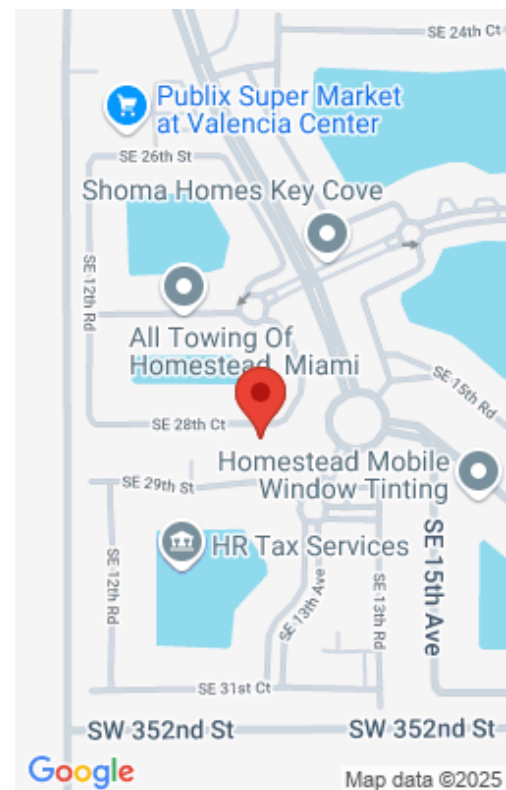 SE 24th Ct
Publix Super Market
at Valencia Center
SE 26th St
Shoma Homes Key Cove
SE 12th Rd
All Towing Of
Homestead, Miami
SE 15th Rd
SE 28th Ct
Homestead Mobile
Window Tinting
SE 29th St
HR Tax Services
SE 15th Ave
SE 12th Rd
SE 13th Ave
SE 13th Rd
SE 31st Ct
SW 352nd St
SW 352nd St
Google
Map data ©2025